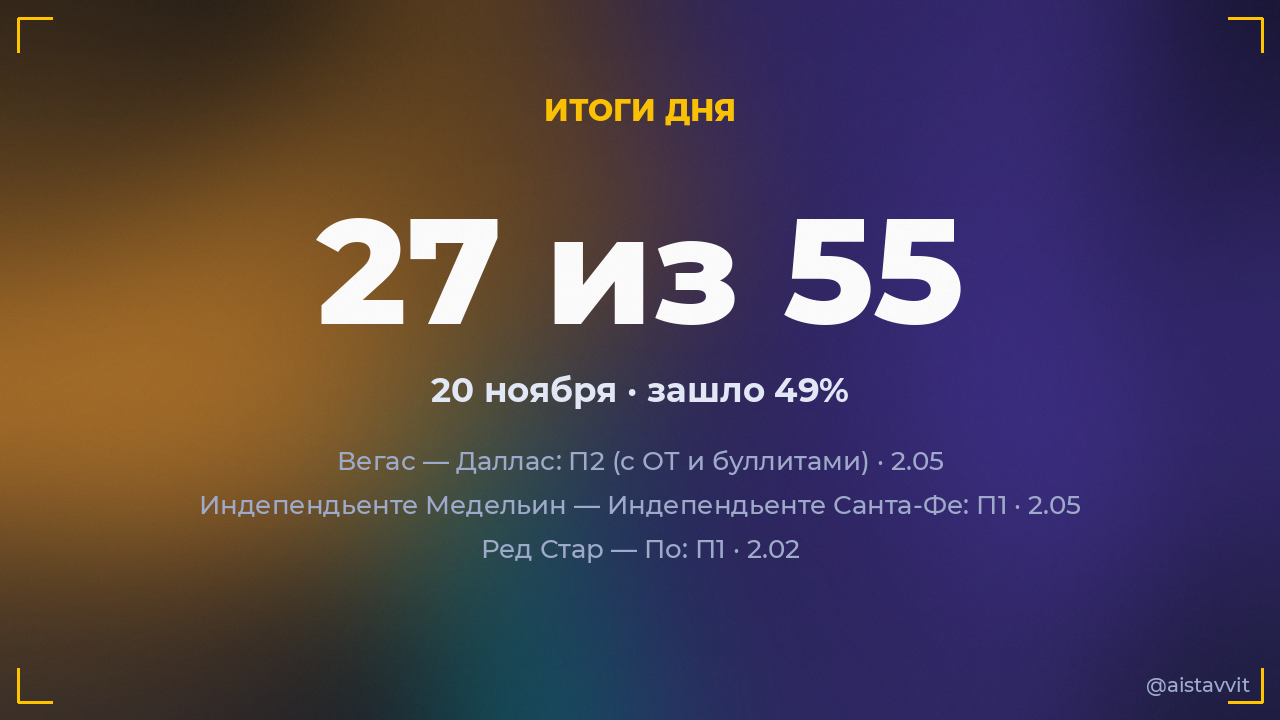 ИТОГИ ДНЯ
27 из 55
20 ноября · зашло 49%
Вегас — Даллас: П2 (с ОТ и буллитами) · 2.05
Индепендьенте Медельин — Индепендьенте Санта-Фе: П1 · 2.05
Ред Стар — По: П1 · 2.02
@aistavvit